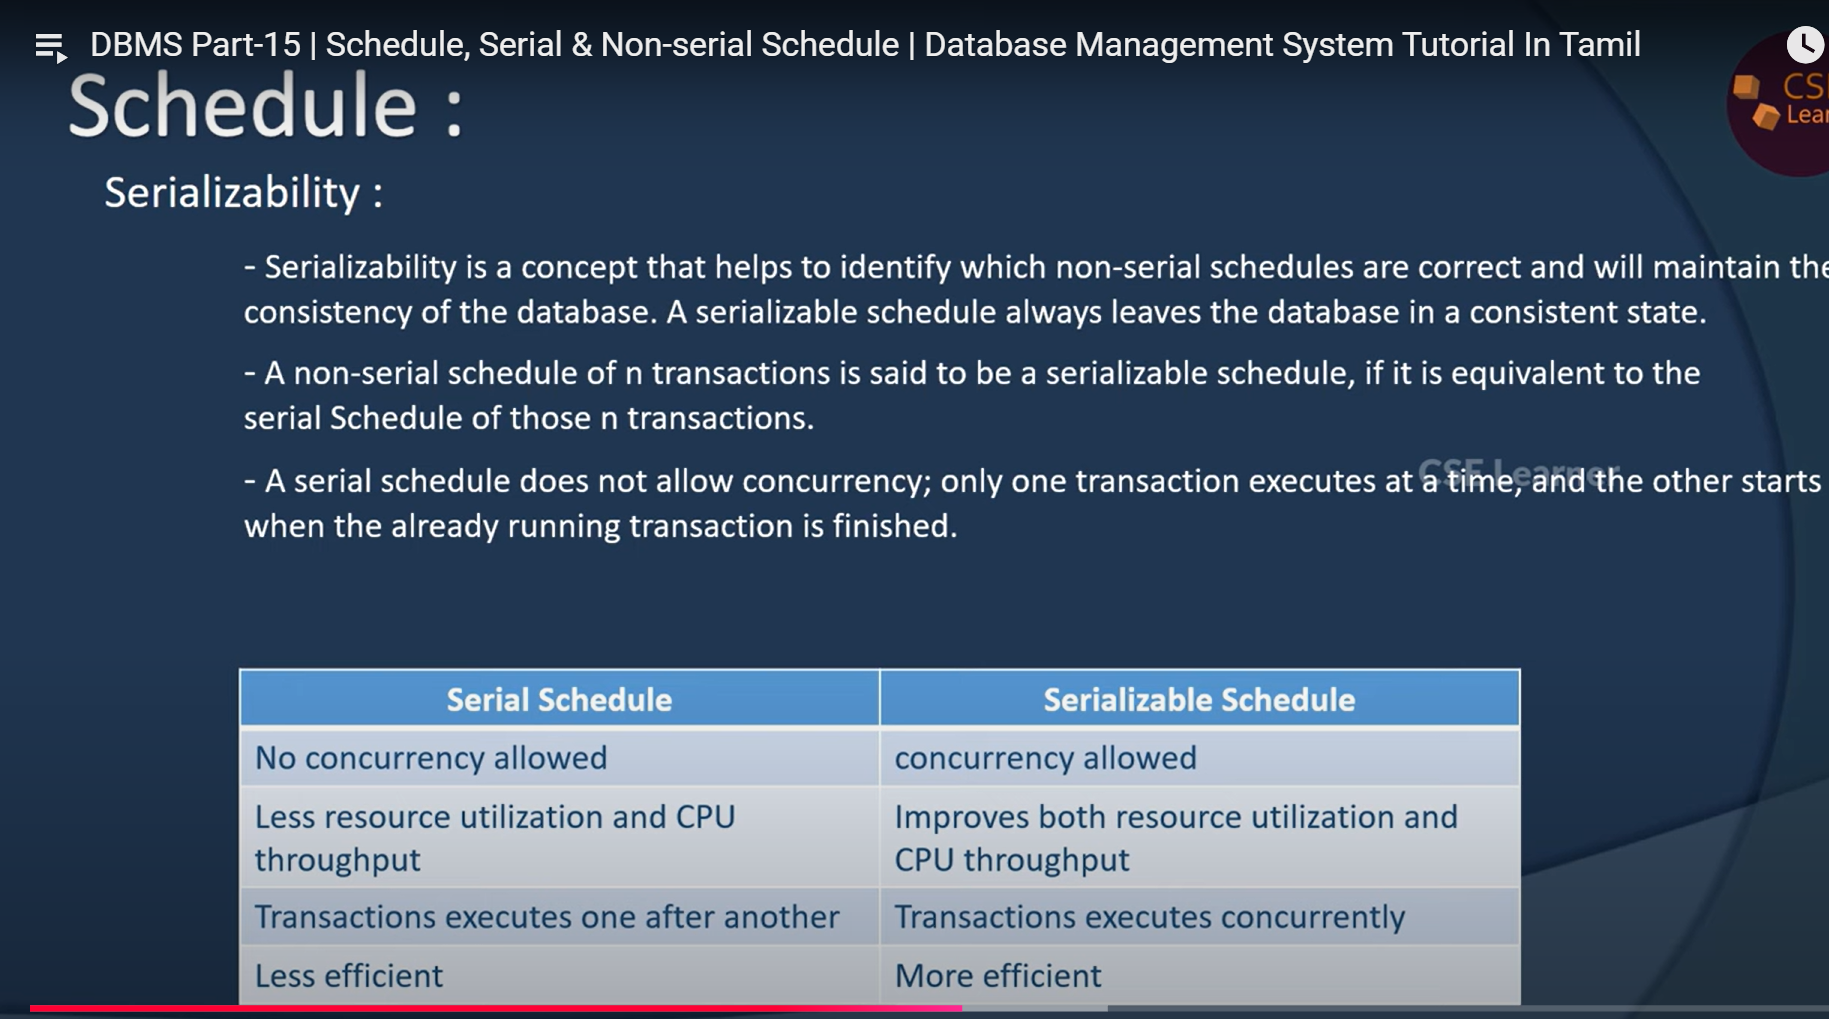 DBMS Part-15 | Schedule, Serial & Non-serial Schedule | Database Management System Tutorial In Tamil
Schedule :
Serializability :
- Serializability is a concept that helps to identify which non-serial schedules are correct and will maintain the
consistency of the database. A serializable schedule always leaves the database in a consistent state.
- A non-serial schedule of n transactions is said to be a serializable schedule, if it is equivalent to the
serial Schedule of those n transactions.
CSE Learner
- A serial schedule does not allow concurrency; only one transaction executes at a time, and the other starts
when the already running transaction is finished.
Serial Schedule Serializable Schedule
No concurrency allowed concurrency allowed
Less resource utilization and CPU throughput Improves both resource utilization and CPU throughput
Transactions executes one after another Transactions executes concurrently
Less efficient More efficient